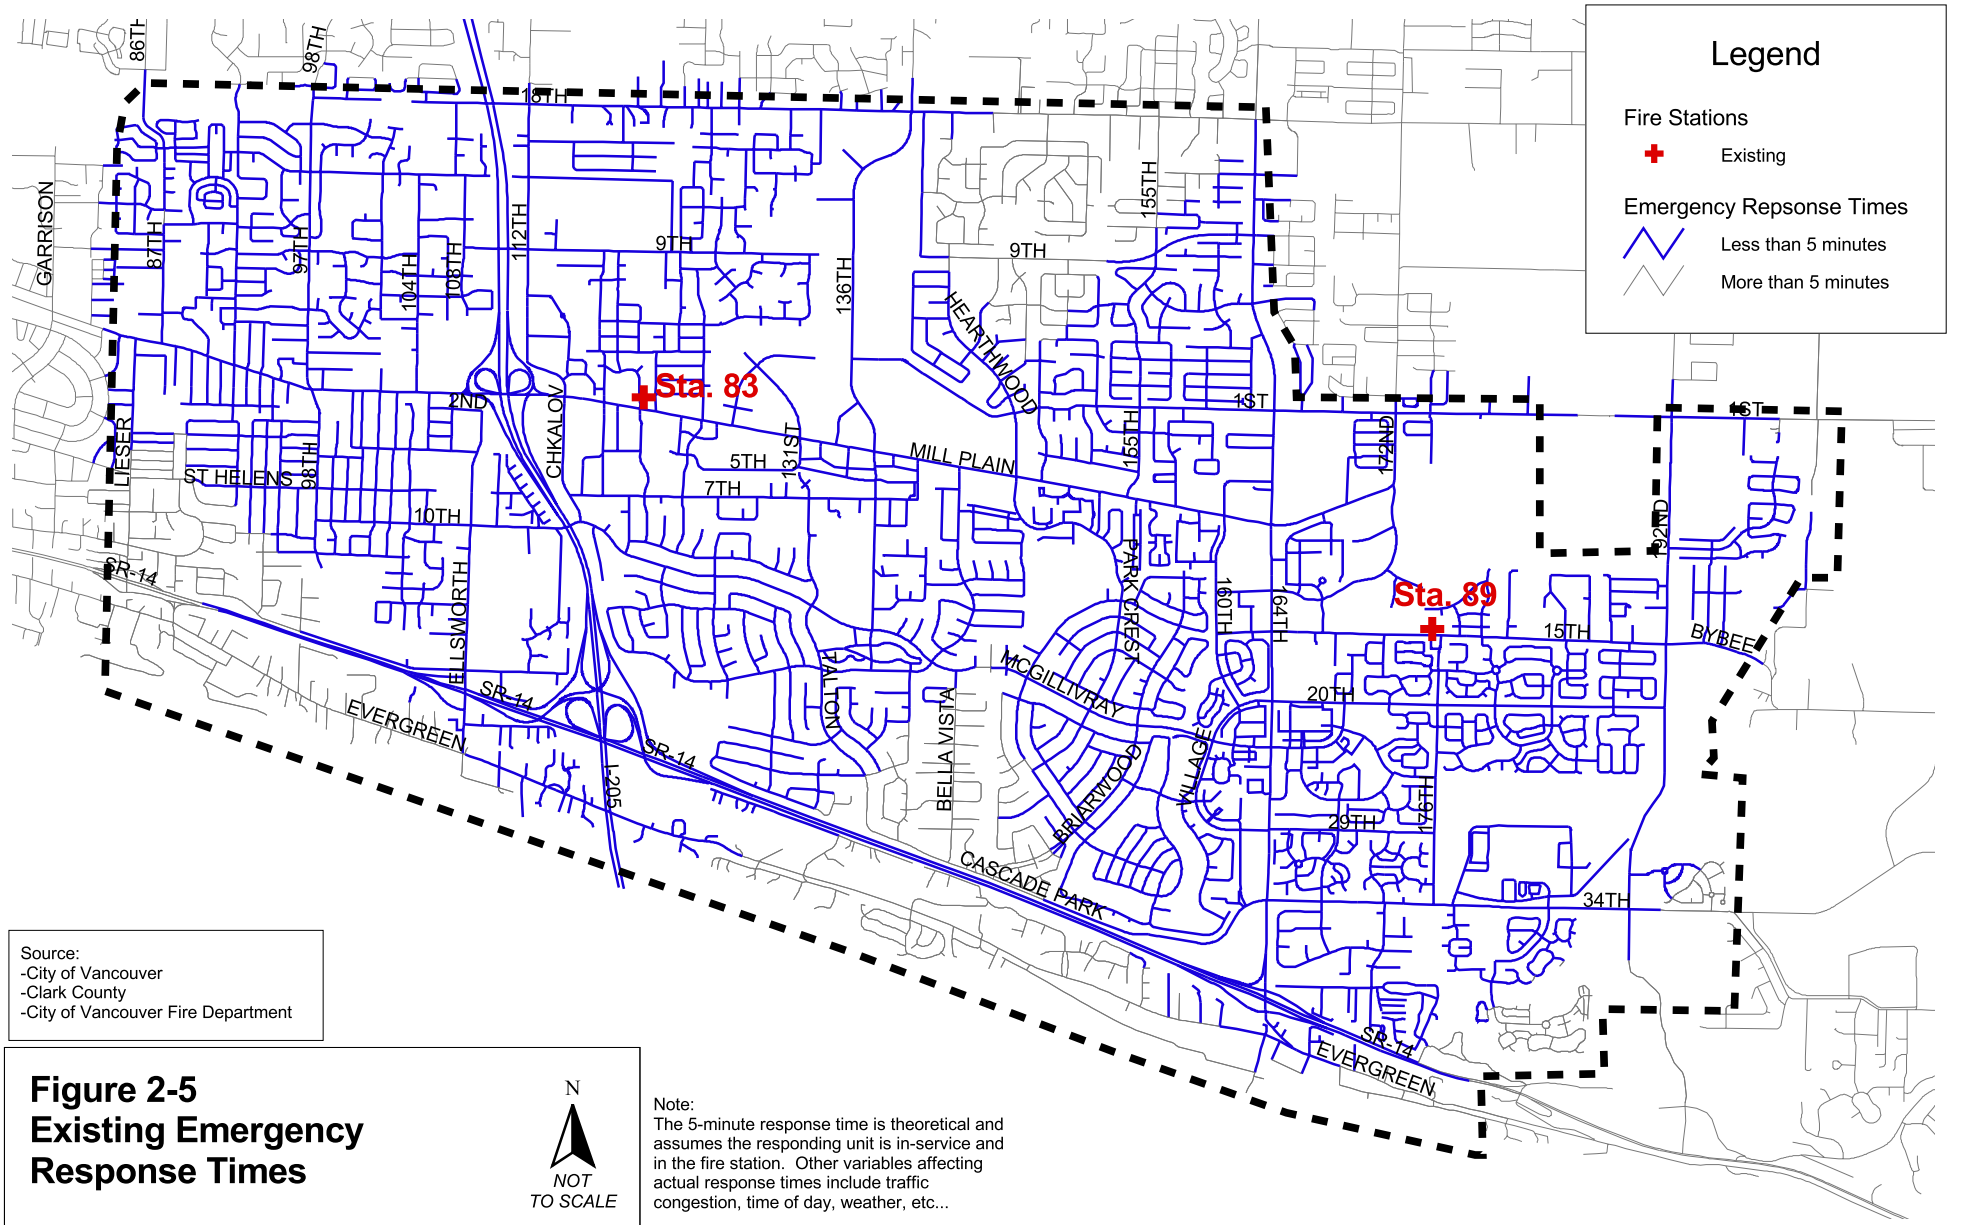 86TH
98TH
18TH
Legend
Fire Stations
Existing
Emergency Repsonse Times
Less than 5 minutes
More than 5 minutes
GARRISON
87TH
97TH
104TH
108TH
112TH
9TH
136TH
9TH
155TH
HEARTHWOOD
Sta. 83
2ND
CHKALOV
1ST
1ST
LIESER
ST HELENS
98TH
131ST
5TH
7TH
MILL PLAIN
155TH
172ND
192ND
10TH
SR-14
ELLSWORTH
PARK CREST
160TH
164TH
Sta. 89
15TH
BYBEE
MCGILLIVRAY
20TH
TALTON
BELLA VISTA
SR-14
EVERGREEN
SR-14
I-205
BRIARWOOD
VILLAGE
176TH
29TH
CASCADE PARK
34TH
SR-14
EVERGREEN
Source:
-City of Vancouver
-Clark County
-City of Vancouver Fire Department
Figure 2-5
Existing Emergency
Response Times
N
NOT
TO SCALE
Note:
The 5-minute response time is theoretical and
assumes the responding unit is in-service and
in the fire station.  Other variables affecting
actual response times include traffic
congestion, time of day, weather, etc...